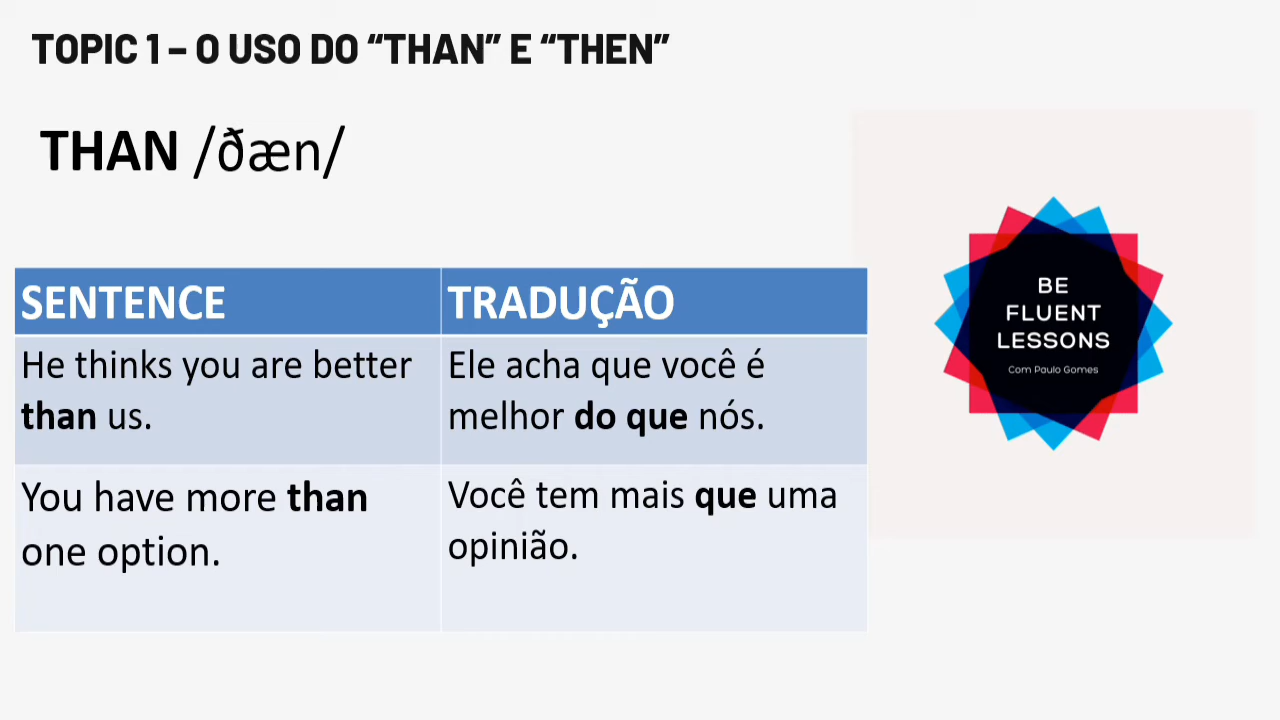 TOPIC 1 – O USO DO “THAN” E “THEN”
THAN /ðæn/
SENTENCE
TRADUÇÃO
He thinks you are better
than us.
Ele acha que você é
melhor do que nós.
You have more than
one option.
Você tem mais que uma
opinião.
BE
FLUENT
LESSONS
Com Paulo Gomes